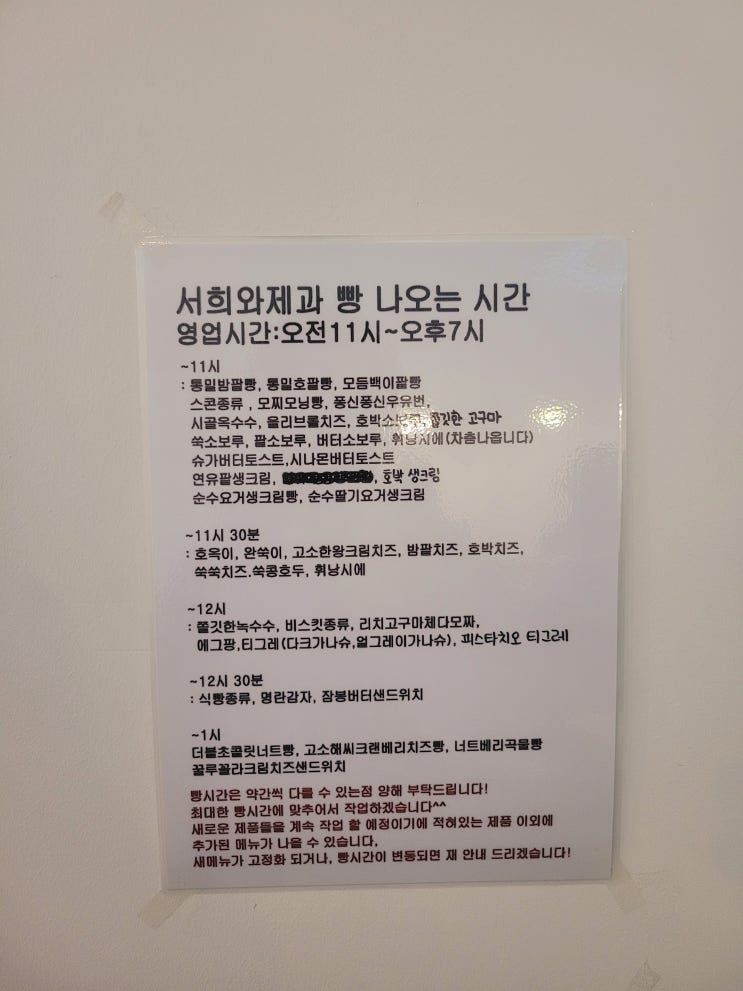 서희와제과 빵 나오는 시간
영업시간:오전11시~오후7시
~11시
: 통밀밤팥빵, 통밀호팥빵, 모듬백이팥빵
스콘종류 , 모찌모닝빵, 퐁신퐁신우유번,
시골옥수수, 올리브롤치즈, 호박소보루, 쫄깃한 고구마
쑥소보루, 팥소보루, 버터소보루, 휘낭시에(차츰나옵니다)
슈가버터토스트,시나몬버터토스트
연유팥생크림, , 호박 생크림
순수요거생크림빵, 순수딸기요거생크림
~11시 30분
: 호옥이, 완쑥이, 고소한왕크림치즈, 밤팥치즈, 호박치즈,
쑥쑥치즈.쑥콩호두, 휘낭시에
~12시
: 쫄깃한녹수수, 비스킷종류, 리치고구마체다모짜,
에그팡,티그레(다크가나슈,얼그레이가나슈), 피스타치오 티그레
~12시 30분
: 식빵종류, 명란감자, 잠봉버터샌드위치
~1시
더블초콜릿너트빵, 고소해씨크랜베리치즈빵, 너트베리곡물빵
꿀루꼴라크림치즈샌드위치
빵시간은 약간씩 다를 수 있는점 양해 부탁드립니다!
최대한 빵시간에 맞추어서 작업하겠습니다^^
새로운 제품들을 계속 작업 할 예정이기에 적혀있는 제품 이외에
추가된 메뉴가 나올 수 있습니다.
새메뉴가 고정화 되거나, 빵시간이 변동되면 재 안내 드리겠습니다!